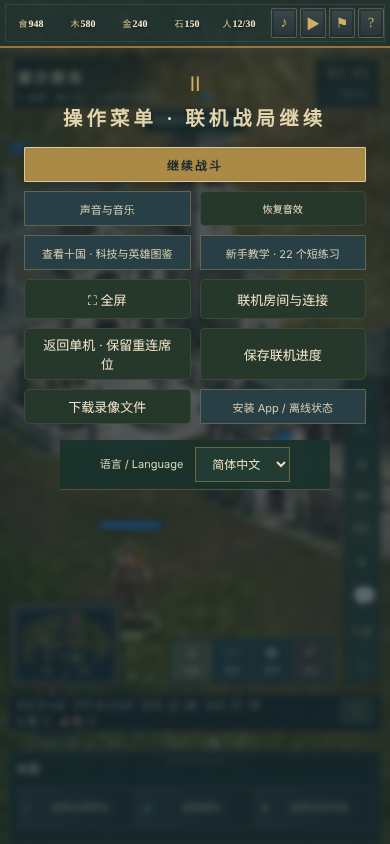 食948 木580 金240 石150 人12/30 ♪ ▶ ⚑ ?
II
操作菜单 · 联机战局继续
继续战斗
声音与音乐 恢复音效
查看十国 · 科技与英雄图鉴 新手教学 · 22 个短练习
⛶ 全屏 联机房间与连接
返回单机 · 保留重连席
位
保存联机进度
下载录像文件 安装 App / 离线状态
语言 / Language 简体中文